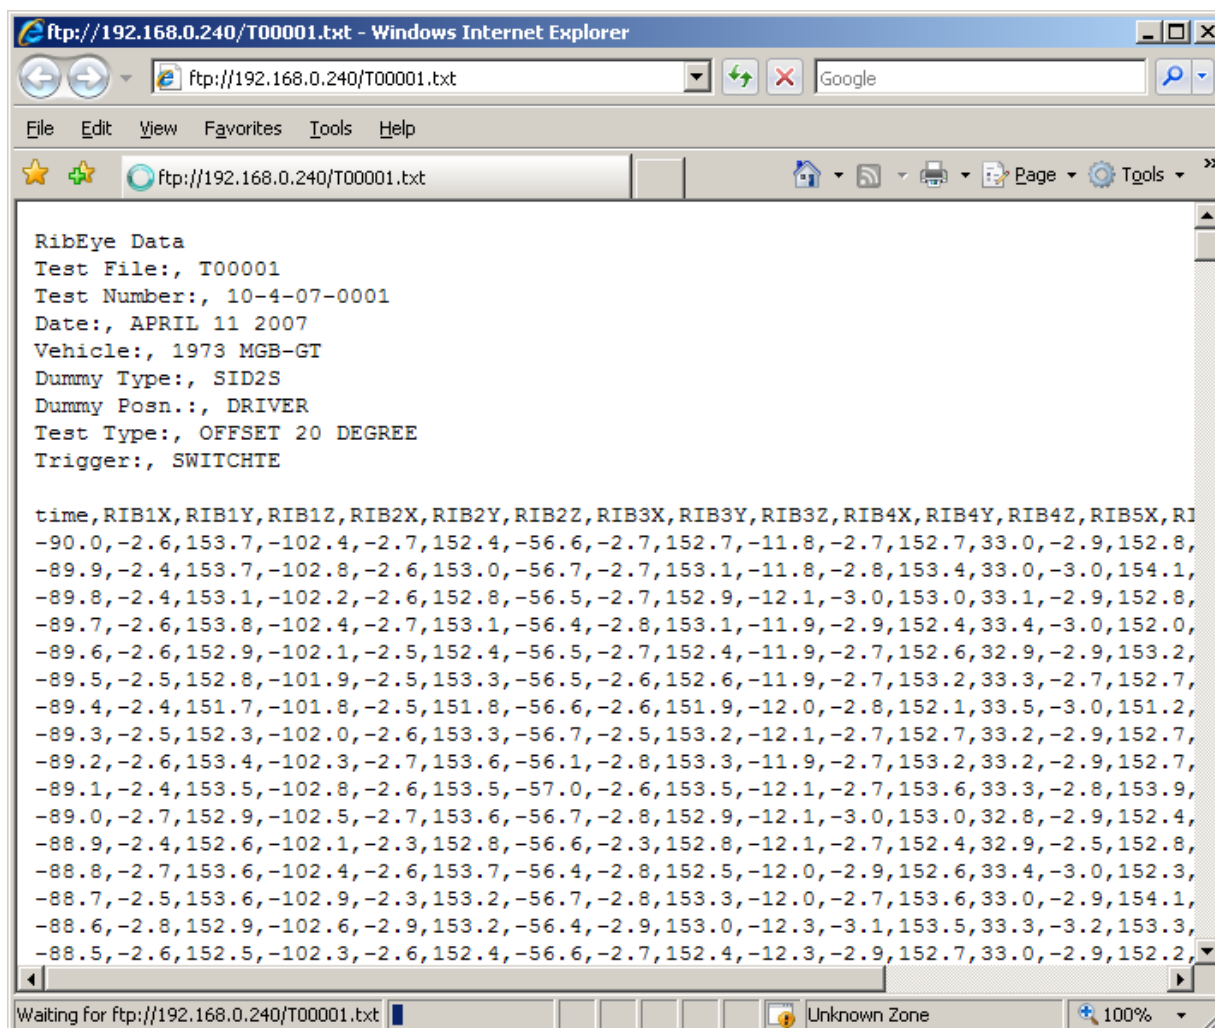 ftp://192.168.0.240/T00001.txt - Windows Internet Explorer
ftp://192.168.0.240/T00001.txt
Google
File Edit View Favorites Tools Help
ftp://192.168.0.240/T00001.txt
Page Tools »
RibEye Data
Test File:, T00001
Test Number:, 10-4-07-0001
Date:, APRIL 11 2007
Vehicle:, 1973 MGB-GT
Dummy Type:, SID2S
Dummy Posn.:, DRIVER
Test Type:, OFFSET 20 DEGREE
Trigger:, SWITCHTE
time,RIB1X,RIB1Y,RIB1Z,RIB2X,RIB2Y,RIB2Z,RIB3X,RIB3Y,RIB3Z,RIB4X,RIB4Y,RIB4Z,RIB5X,RI
-90.0,-2.6,153.7,-102.4,-2.7,152.4,-56.6,-2.7,152.7,-11.8,-2.7,152.7,33.0,-2.9,152.8,
-89.9,-2.4,153.7,-102.8,-2.6,153.0,-56.7,-2.7,153.1,-11.8,-2.8,153.4,33.0,-3.0,154.1,
-89.8,-2.4,153.1,-102.2,-2.6,152.8,-56.5,-2.7,152.9,-12.1,-3.0,153.0,33.1,-2.9,152.8,
-89.7,-2.6,153.8,-102.4,-2.7,153.1,-56.4,-2.8,153.1,-11.9,-2.9,152.4,33.4,-3.0,152.0,
-89.6,-2.6,152.9,-102.1,-2.5,152.4,-56.5,-2.7,152.4,-11.9,-2.7,152.6,32.9,-2.9,153.2,
-89.5,-2.5,152.8,-101.9,-2.5,153.3,-56.5,-2.6,152.6,-11.9,-2.7,153.2,33.3,-2.7,152.7,
-89.4,-2.4,151.7,-101.8,-2.5,151.8,-56.6,-2.6,151.9,-12.0,-2.8,152.1,33.5,-3.0,151.2,
-89.3,-2.5,152.3,-102.0,-2.6,153.3,-56.7,-2.5,153.2,-12.1,-2.7,152.7,33.2,-2.9,152.7,
-89.2,-2.6,153.4,-102.3,-2.7,153.6,-56.1,-2.8,153.3,-11.9,-2.7,153.2,33.2,-2.9,152.7,
-89.1,-2.4,153.5,-102.8,-2.6,153.5,-57.0,-2.6,153.5,-12.1,-2.7,153.6,33.3,-2.8,153.9,
-89.0,-2.7,152.9,-102.5,-2.7,153.6,-56.7,-2.8,152.9,-12.1,-3.0,153.0,32.8,-2.9,152.4,
-88.9,-2.4,152.6,-102.1,-2.3,152.8,-56.6,-2.3,152.8,-12.1,-2.7,152.4,32.9,-2.5,152.8,
-88.8,-2.7,153.6,-102.4,-2.6,153.7,-56.4,-2.8,152.5,-12.0,-2.9,152.6,33.4,-3.0,152.3,
-88.7,-2.5,153.6,-102.9,-2.3,153.2,-56.7,-2.8,153.3,-12.0,-2.7,153.6,33.0,-2.9,154.1,
-88.6,-2.8,152.9,-102.6,-2.9,153.2,-56.4,-2.9,153.0,-12.3,-3.1,153.5,33.3,-3.2,153.3,
-88.5,-2.6,152.5,-102.3,-2.6,152.4,-56.6,-2.7,152.4,-12.3,-2.9,152.7,33.0,-2.9,152.2,
Waiting for ftp://192.168.0.240/T00001.txt Unknown Zone 100%